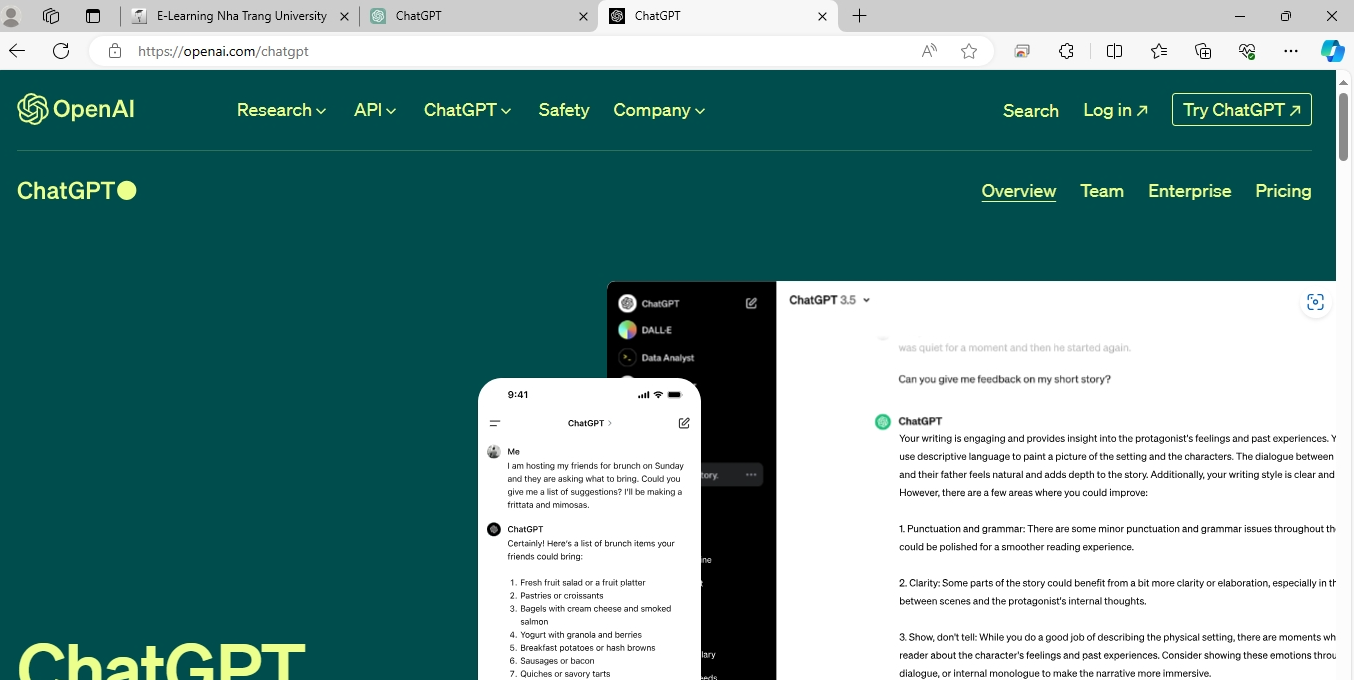 E-Learning Nha Trang University
ChatGPT
ChatGPT
https://openai.com/chatgpt
OpenAI
Research
API
ChatGPT
Safety
Company
Search
Log in
Try ChatGPT
ChatGPT
Overview
Team
Enterprise
Pricing
ChatGPT
DALL·E
Data Analyst
tory.
ine
t
lary
eeds
ChatGPT 3.5
was quiet for a moment and then he started again.
Can you give me feedback on my short story?
ChatGPT
Your writing is engaging and provides insight into the protagonist's feelings and past experiences. Y
use descriptive language to paint a picture of the setting and the characters. The dialogue between
and their father feels natural and adds depth to the story. Additionally, your writing style is clear and
However, there are a few areas where you could improve:
1. Punctuation and grammar: There are some minor punctuation and grammar issues throughout th
could be polished for a smoother reading experience.
2. Clarity: Some parts of the story could benefit from a bit more clarity or elaboration, especially in th
between scenes and the protagonist's internal thoughts.
3. Show, don't tell: While you do a good job of describing the physical setting, there are moments wh
reader about the character's feelings and past experiences. Consider showing these emotions throu
dialogue, or internal monologue to make the narrative more immersive.
9:41
ChatGPT
Me
I am hosting my friends for brunch on Sunday
and they are asking what to bring. Could you
give me a list of suggestions? I'll be making a
frittata and mimosas.
ChatGPT
Certainly! Here's a list of brunch items your
friends could bring:
1. Fresh fruit salad or a fruit platter
2. Pastries or croissants
3. Bagels with cream cheese and smoked
salmon
4. Yogurt with granola and berries
5. Breakfast potatoes or hash browns
6. Sausages or bacon
7. Quiches or savory tarts
ChatGPT